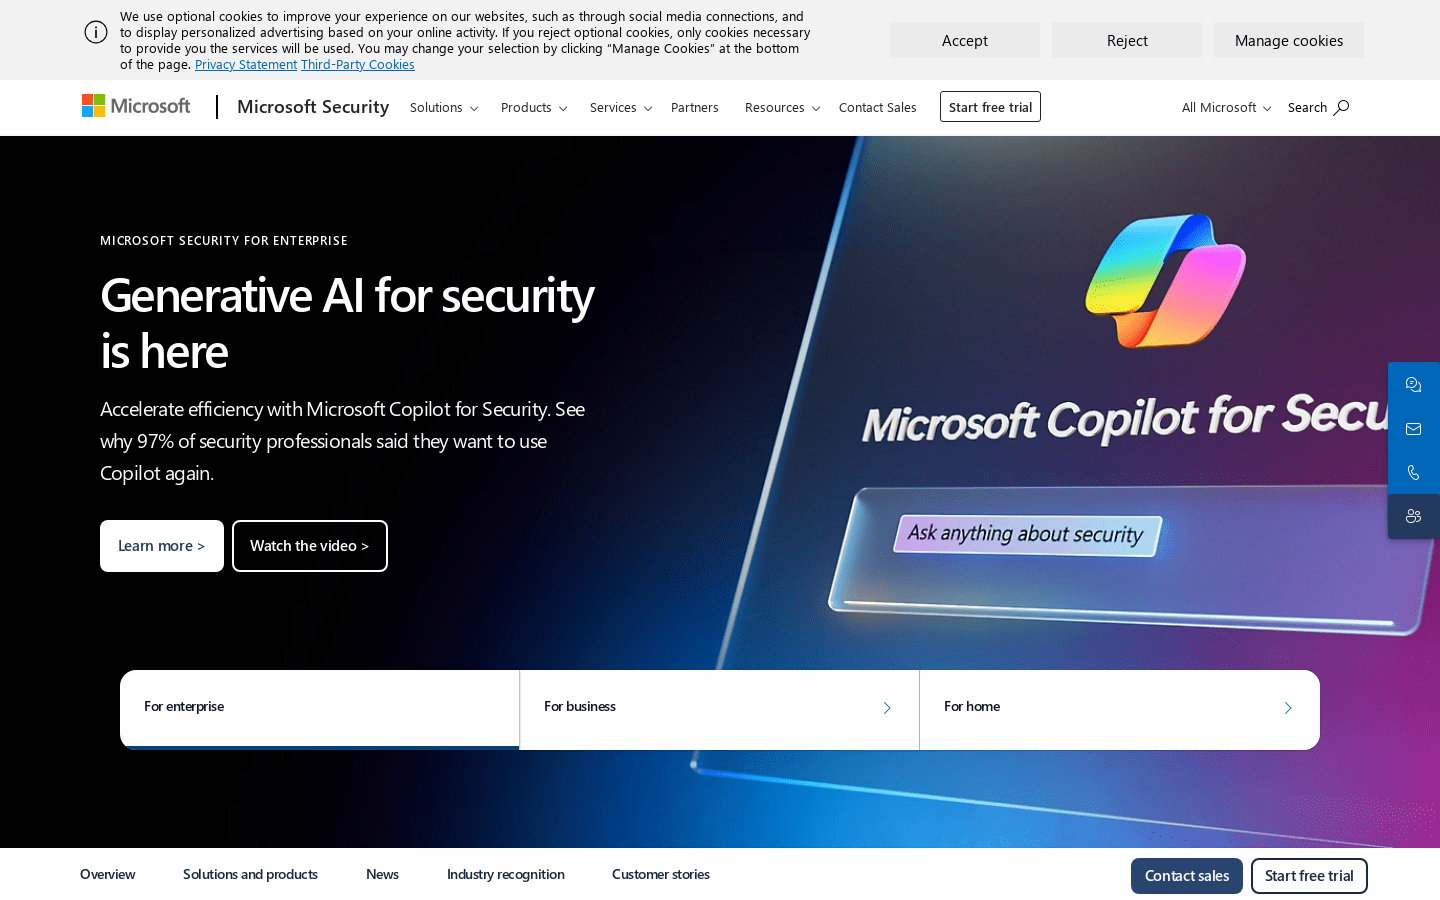 We use optional cookies to improve your experience on our websites, such as through social media connections, and
to display personalized advertising based on your online activity. If you reject optional cookies, only cookies necessary
to provide you the services will be used. You may change your selection by clicking “Manage Cookies” at the bottom
of the page. Privacy Statement Third-Party Cookies
Accept
Reject
Manage cookies
Microsoft
Microsoft Security
Solutions
Products
Services
Partners
Resources
Contact Sales
Start free trial
All Microsoft
Search
MICROSOFT SECURITY FOR ENTERPRISE
Generative AI for security
is here
Accelerate efficiency with Microsoft Copilot for Security. See
why 97% of security professionals said they want to use
Copilot again.
Learn more >
Watch the video >
Microsoft Copilot for Secu
Ask anything about security
For enterprise
For business
For home
Overview
Solutions and products
News
Industry recognition
Customer stories
Contact sales
Start free trial